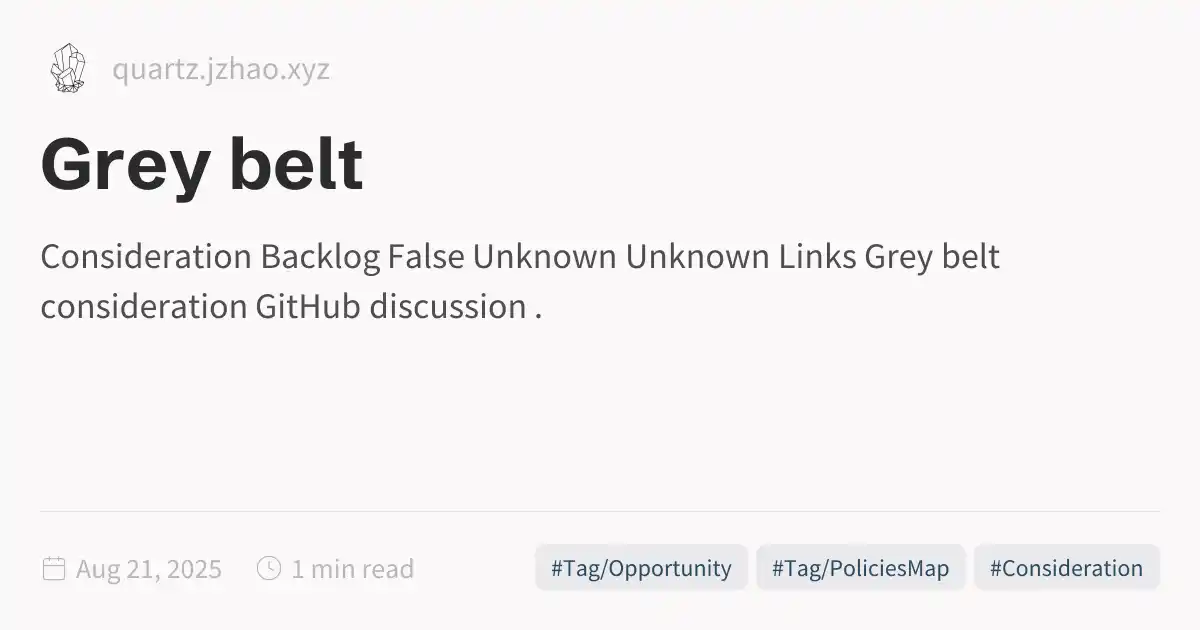 quartz.jzhao.xyz
Grey belt
Consideration Backlog False Unknown Unknown Links Grey belt
consideration GitHub discussion .
Aug 21, 2025 1 min read #Tag/Opportunity #Tag/PoliciesMap #Consideration